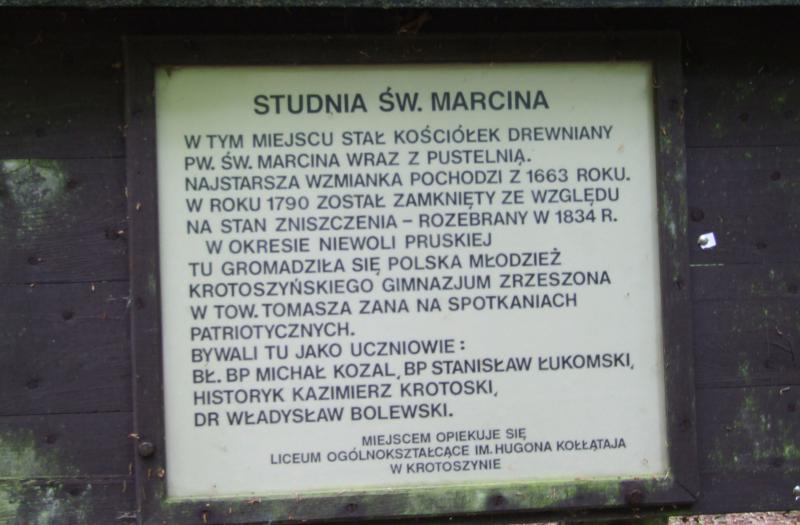 STUDNIA ŚW. MARCINA
W TYM MIEJSCU STAŁ KOŚCIÓŁEK DREWNIANY
PW. ŚW. MARCINA WRAZ Z PUSTELNIĄ.
NAJSTARSZA WZMIANKA POCHODZI Z 1663 ROKU.
W ROKU 1790 ZOSTAŁ ZAMKNIĘTY ZE WZGLĘDU
NA STAN ZNISZCZENIA – ROZEBRANY W 1834 R.
W OKRESIE NIEWOLI PRUSKIEJ
TU GROMADZIŁA SIĘ POLSKA MŁODZIEŻ
KROTOSZYŃSKIEGO GIMNAZJUM ZRZESZONA
W TOW. TOMASZA ZANA NA SPOTKANIACH
PATRIOTYCZNYCH.
BYWALI TU JAKO UCZNIOWIE :
BŁ. BP MICHAŁ KOZAL, BP STANISŁAW ŁUKOMSKI,
HISTORYK KAZIMIERZ KROTOSKI,
DR WŁADYSŁAW BOLEWSKI.
MIEJSCEM OPIEKUJE SIĘ
LICEUM OGÓLNOKSZTAŁCĄCE IM. HUGONA KOŁŁĄTAJA
W KROTOSZYNIE